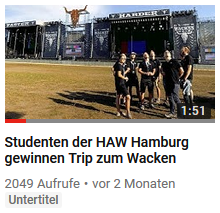 HARDER
1:51
Studenten der HAW Hamburg
gewinnen Trip zum Wacken
2049 Aufrufe • vor 2 Monaten
Untertitel